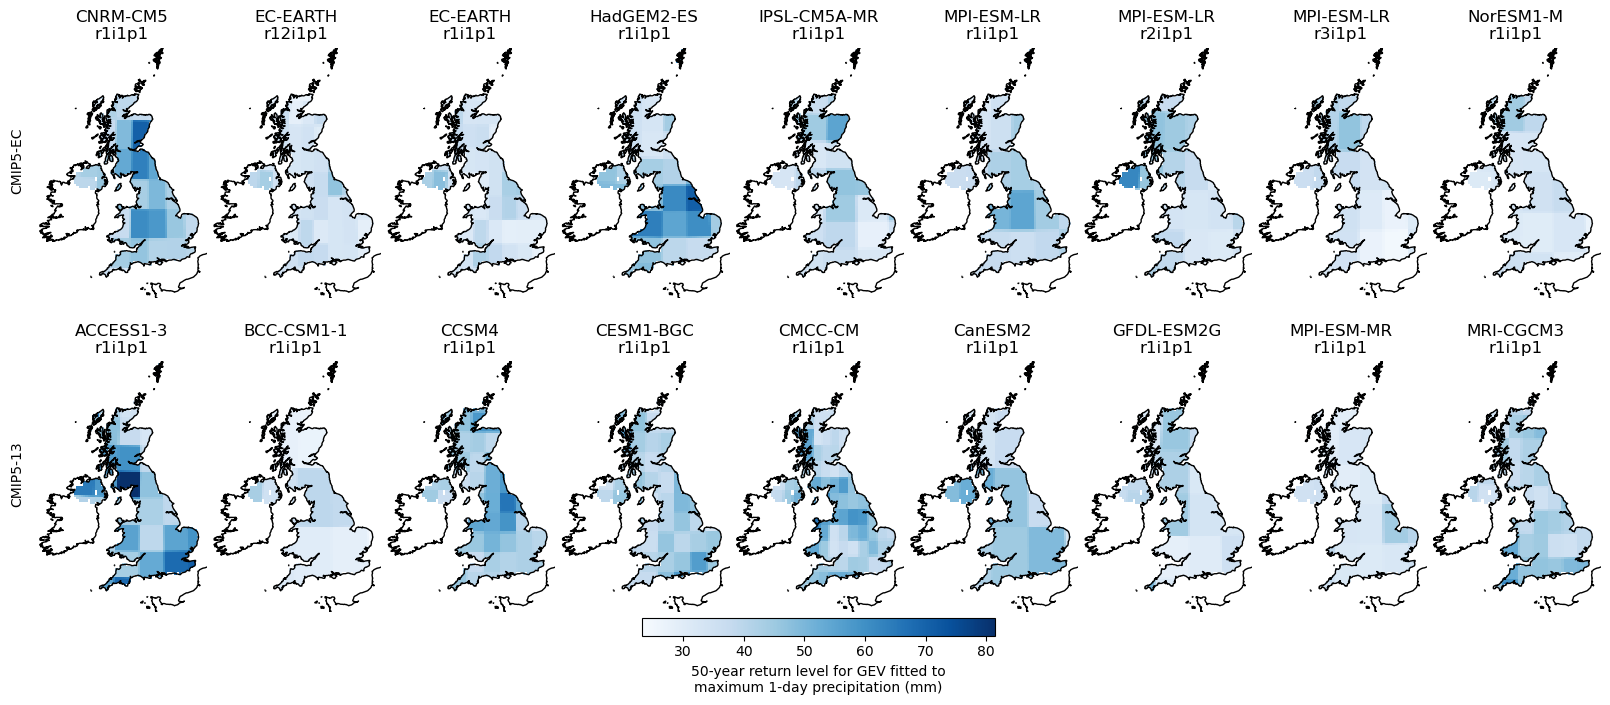 CNRM-CM5 EC-EARTH EC-EARTH HadGEM2-ES IPSL-CM5A-MR MPI-ESM-LR MPI-ESM-LR MPI-ESM-LR NorESM1-M
r1i1p1 r12i1p1 r1i1p1 r1i1p1 r1i1p1 r1i1p1 r2i1p1 r3i1p1 r1i1p1
CMIP5-EC
ACCESS1-3 BCC-CSM1-1 CCSM4 CESM1-BGC CMCC-CM CanESM2 GFDL-ESM2G MPI-ESM-MR MRI-CGCM3
r1i1p1 r1i1p1 r1i1p1 r1i1p1 r1i1p1 r1i1p1 r1i1p1 r1i1p1 r1i1p1
CMIP5-13
30 40 50 60 70 80
50-year return level for GEV fitted to
maximum 1-day precipitation (mm)